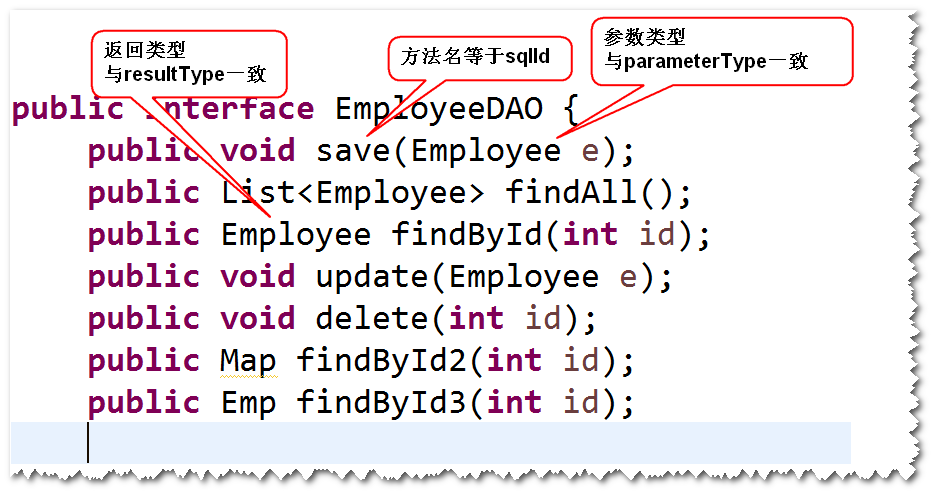 返回类型
与resultType一致
方法名等于sqlId
参数类型
与parameterType一致
public interface EmployeeDAO {
public void save(Employee e);
public List<Employee> findAll();
public Employee findById(int id);
public void update(Employee e);
public void delete(int id);
public Map findById2(int id);
public Emp findById3(int id);